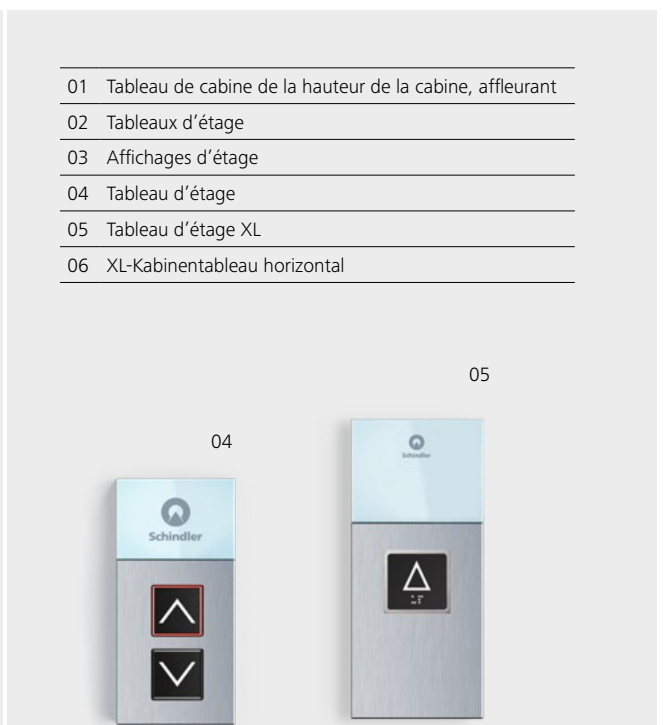 01 Tableau de cabine de la hauteur de la cabine, affleurant
02 Tableaux d’étage
03 Affichages d’étage
04 Tableau d’étage
05 Tableau d’étage XL
06 XL-Kabinentableau horizontal
05
04
Schindler
Schindler